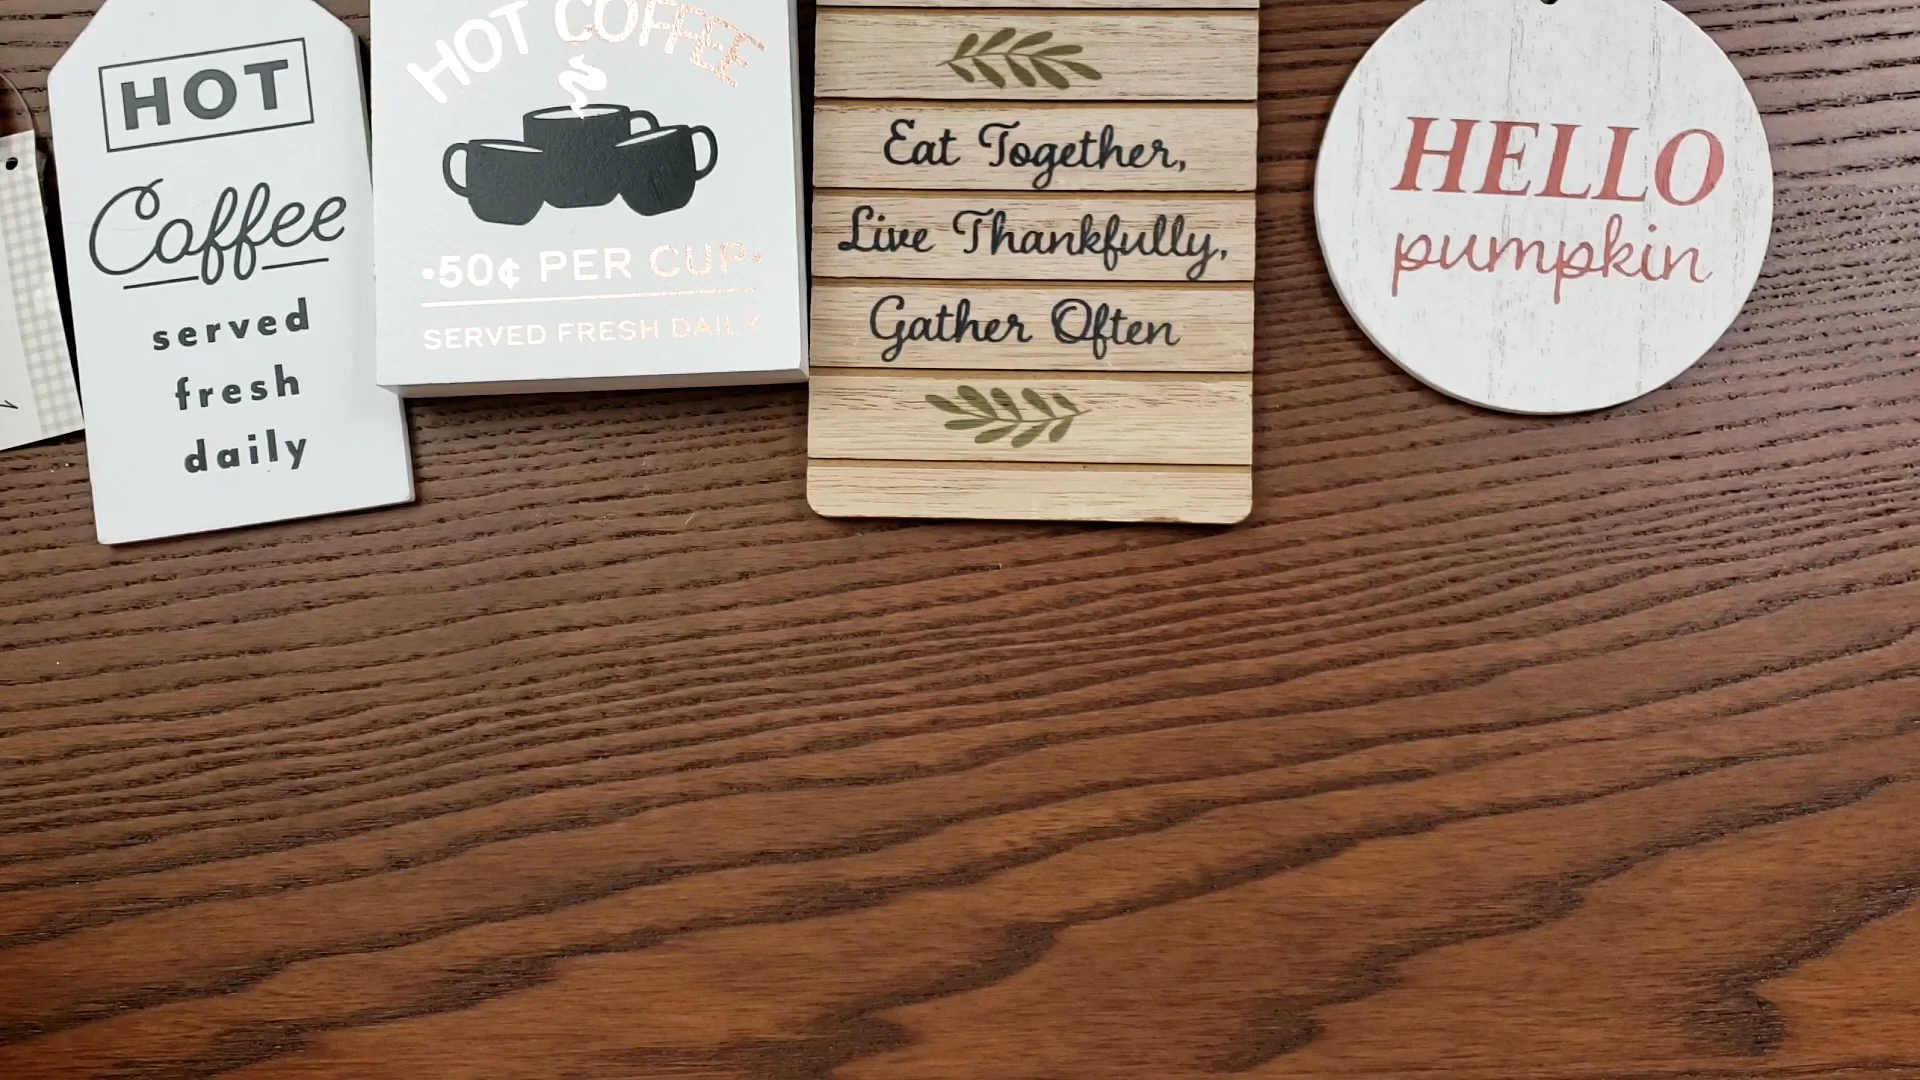 HOT
Coffee
served
fresh
daily
HOT COFFEE
•50¢ PER CUP•
SERVED FRESH DAILY
Eat Together,
Live Thankfully,
Gather Often
HELLO
pumpkin